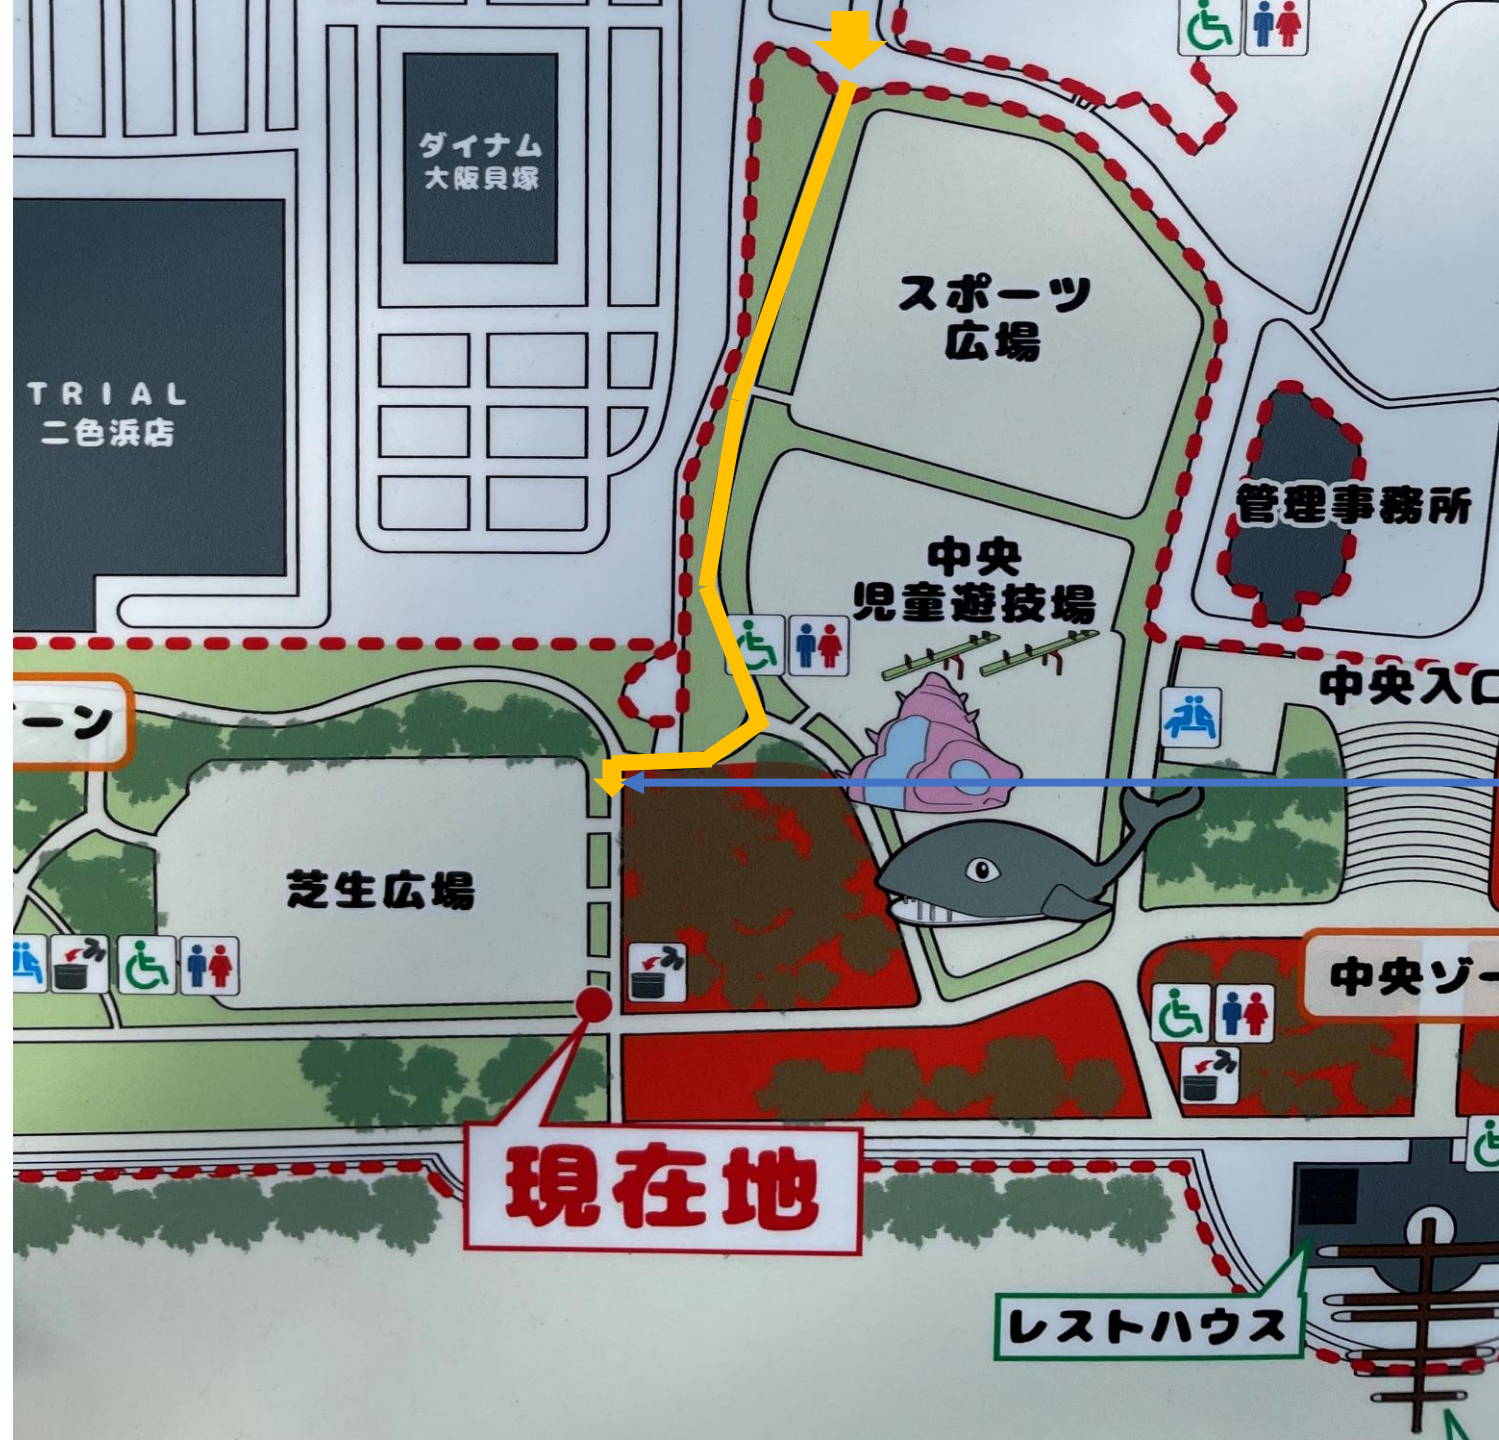 ダイナム
大阪貝塚
スポーツ
広場
TRIAL
二色浜店
管理事務所
中央
児童遊技場
中央入口
ーン
芝生広場
中央ゾー
現在地
レストハウス